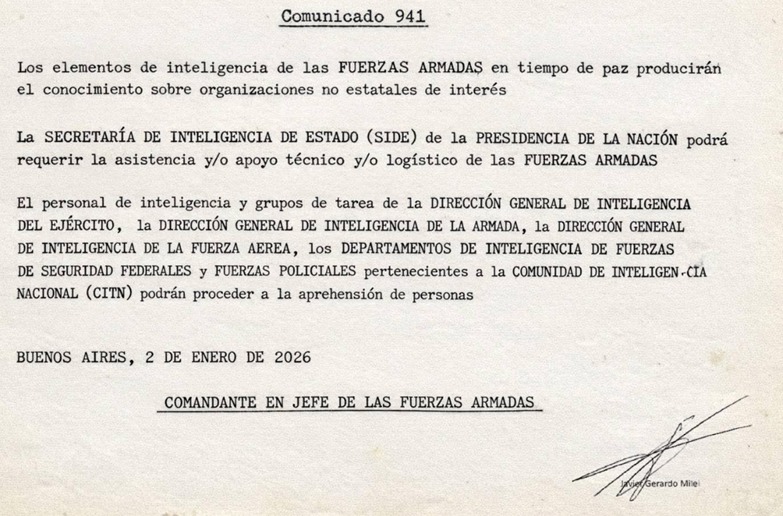 Comunicado 941
Los elementos de inteligencia de las FUERZAS ARMADAS en tiempo de paz producirán
el conocimiento sobre organizaciones no estatales de interés
La SECRETARÍA DE INTELIGENCIA DE ESTADO (SIDE) de la PRESIDENCIA DE LA NACIÓN podrá
requerir la asistencia y/o apoyo técnico y/o logístico de las FUERZAS ARMADAS
El personal de inteligencia y grupos de tarea de la DIRECCIÓN GENERAL DE INTELIGENCIA
DEL EJÉRCITO, la DIRECCIÓN GENERAL DE INTELIGENCIA DE LA ARMADA, la DIRECCIÓN GENERAL
DE INTELIGENCIA DE LA FUERZA AEREA, los DEPARTAMENTOS DE INTELIGENCIA DE FUERZAS
DE SEGURIDAD FEDERALES y FUERZAS POLICIALES pertenecientes a la COMUNIDAD DE INTELIGENCIA
NACIONAL (CITN) podrán proceder a la aprehensión de personas
BUENOS AIRES, 2 DE ENERO DE 2026
COMANDANTE EN JEFE DE LAS FUERZAS ARMADAS
Javier Gerardo Milei